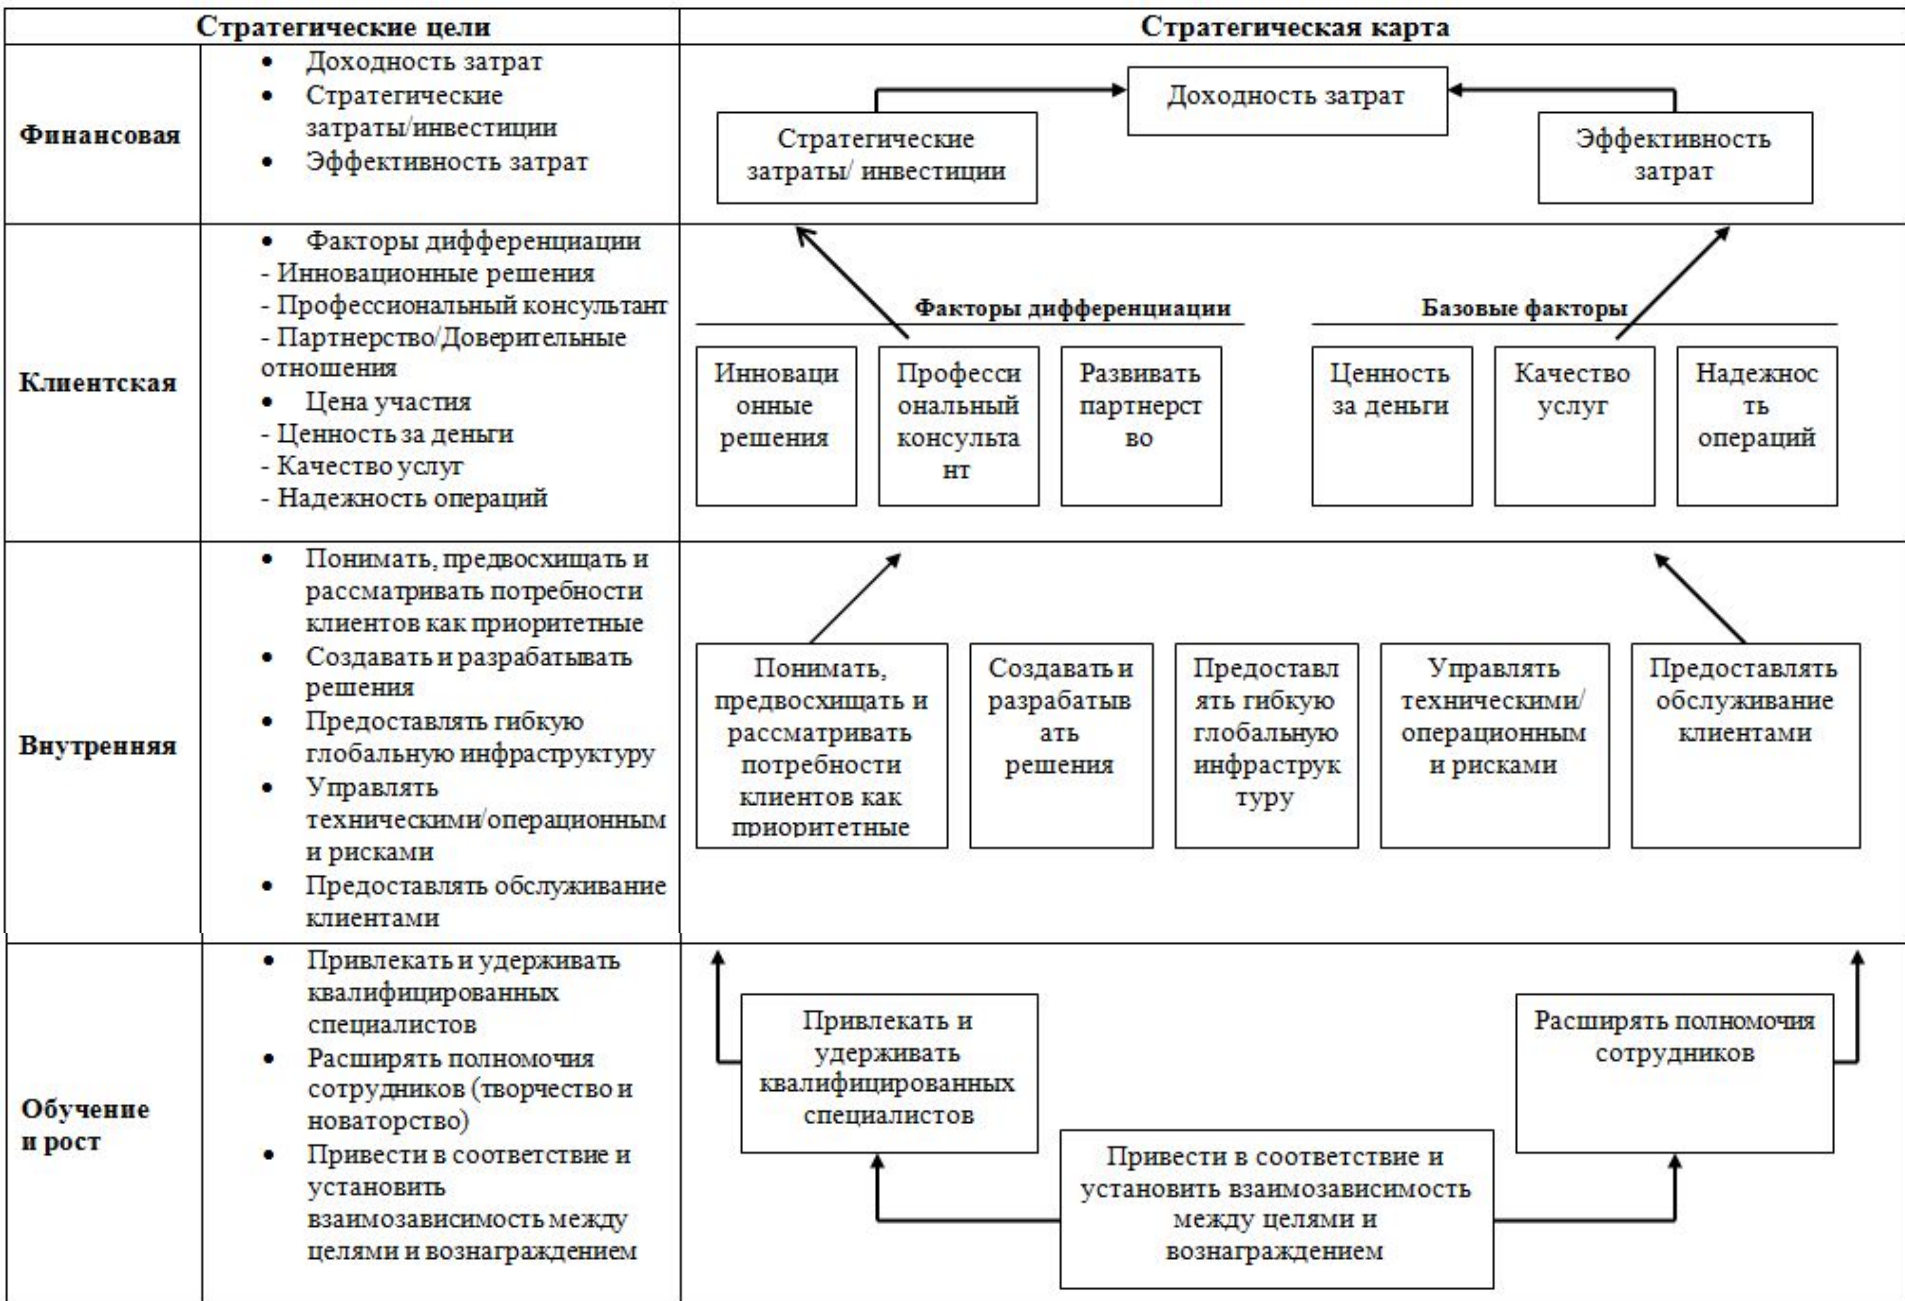 Стратегические цели
Стратегическая карта
Финансовая
• Доходность затрат
• Стратегические
затраты/инвестиции
• Эффективность затрат
Доходность затрат
Стратегические
затраты/ инвестиции
Эффективность
затрат
Клиентская
• Факторы дифференциации
- Инновационные решения
- Профессиональный консультант
- Партнерство/Доверительные
отношения
• Цена участия
- Ценность за деньги
- Качество услуг
- Надежность операций
Факторы дифференциации
Базовые факторы
Инноваци
онные
решения
Професси
ональный
консульта
нт
Развивать
партнерст
во
Ценность
за деньги
Качество
услуг
Надежнос
ть
операций
Внутренняя
• Понимать, предвосхищать и
рассматривать потребности
клиентов как приоритетные
• Создавать и разрабатывать
решения
• Предоставлять гибкую
глобальную инфраструктуру
• Управлять
техническими/операционным
и рисками
• Предоставлять обслуживание
клиентами
Понимать,
предвосхищать и
рассматривать
потребности
клиентов как
приоритетные
Создавать и
разрабатыв
ать
решения
Предоставл
ять гибкую
глобальную
инфраструк
туру
Управлять
техническими/
операционным
и рисками
Предоставлять
обслуживание
клиентами
Обучение
и рост
• Привлекать и удерживать
квалифицированных
специалистов
• Расширять полномочия
сотрудников (творчество и
новаторство)
• Привести в соответствие и
установить
взаимозависимость между
целями и вознаграждением
Привлекать и
удерживать
квалифицированных
специалистов
Расширять полномочия
сотрудников
Привести в соответствие и
установить взаимозависимость
между целями и
вознаграждением